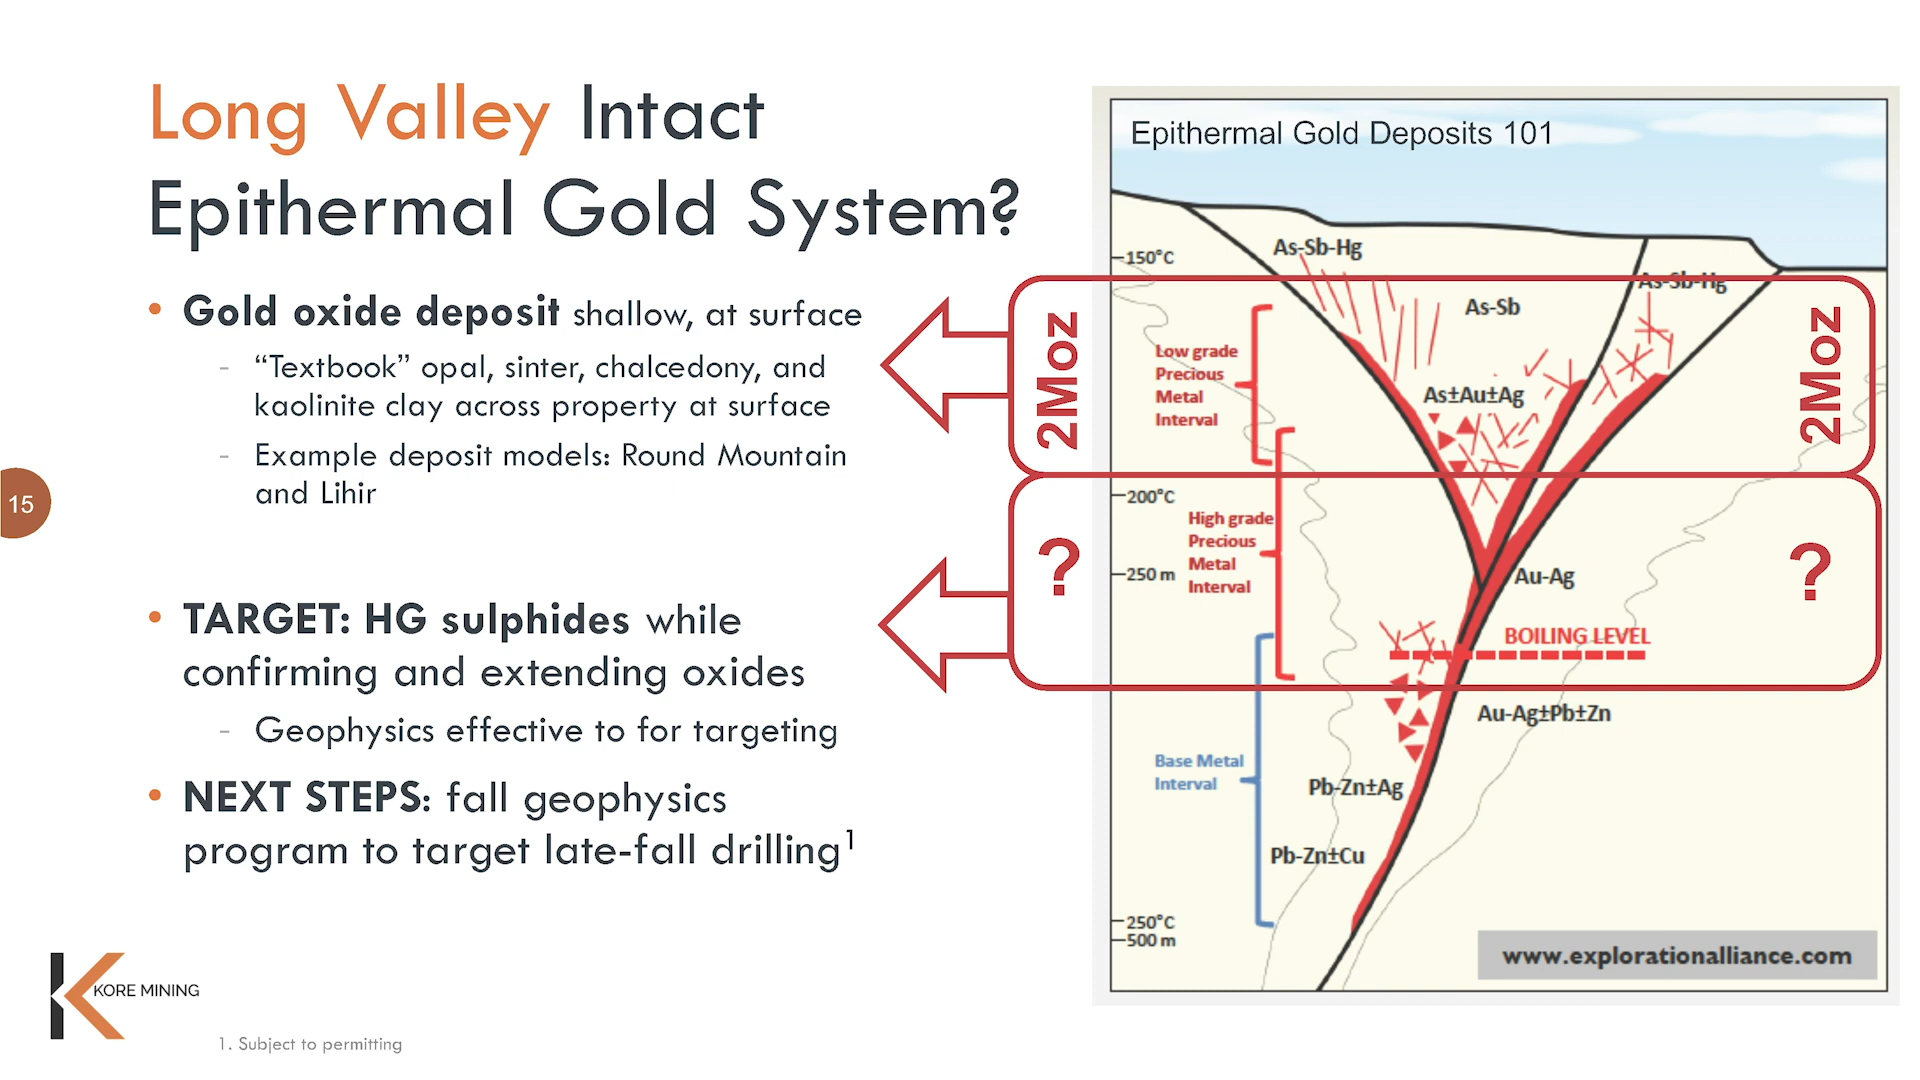 Long Valley Intact
Epithermal Gold System?
• Gold oxide deposit shallow, at surface
- “Textbook” opal, sinter, chalcedony, and
kaolinite clay across property at surface
- Example deposit models: Round Mountain
and Lihir
15
• TARGET: HG sulphides while
confirming and extending oxides
- Geophysics effective to for targeting
• NEXT STEPS: fall geophysics
program to target late-fall drilling¹
KORE MINING
1. Subject to permitting
Epithermal Gold Deposits 101
As-Sb-Hg
150°C
As-Sb-Hg
As-Sb
2Moz
2Moz
Low grade
Precious
Metal
Interval
As±Au±Ag
200°C
High grade
Precious
Metal
Interval
?
?
250 m
Au-Ag
BOILING LEVEL
Au-Ag±Pb±Zn
Base Metal
Interval
Pb-Zn±Ag
Pb-Zn±Cu
250°C
500 m
www.explorationalliance.com